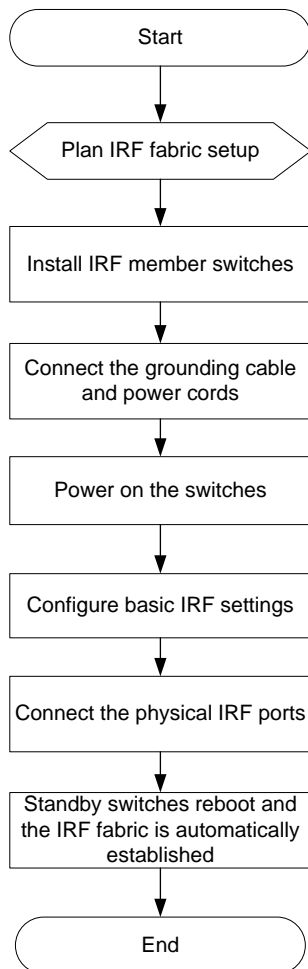 Start
Plan IRF fabric setup
Install IRF member switches
Connect the grounding cable
and power cords
Power on the switches
Configure basic IRF settings
Connect the physical IRF ports
Standby switches reboot and
the IRF fabric is automatically
established
End